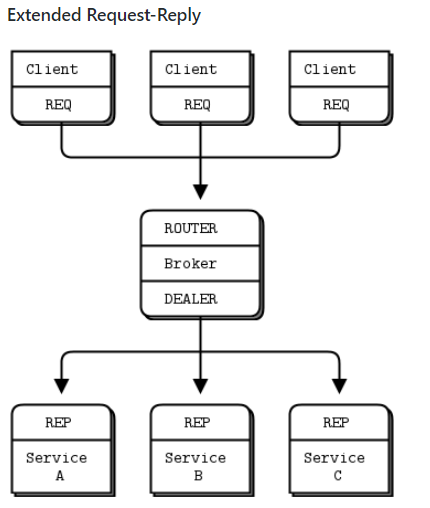 Extended Request-Reply
Client
Client
Client
REQ
REQ
REQ
ROUTER
Broker
DEALER
REP
REP
REP
Service
A
Service
B
Service
C